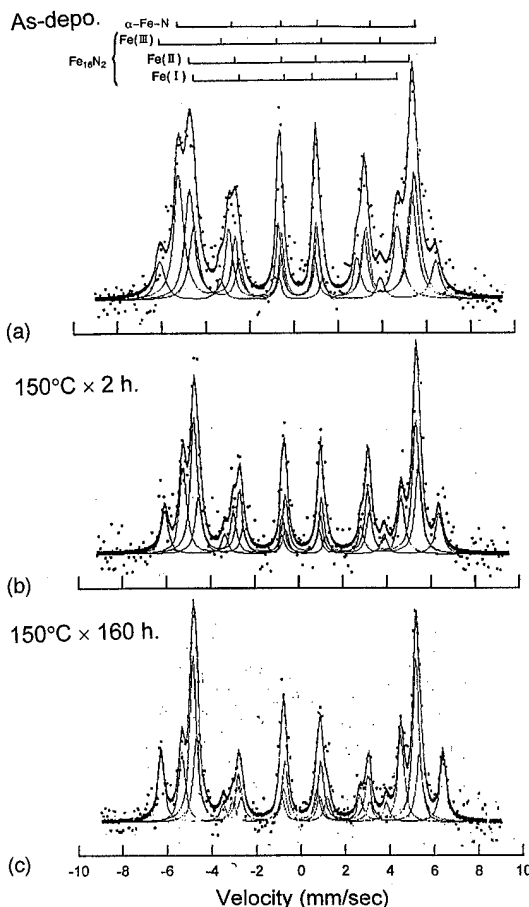 As-depo.
α-Fe-N
Fe(Ⅲ)
Fe₁₆N₂
Fe(Ⅱ)
Fe(Ⅰ)
(a)
150°C × 2 h.
(b)
150°C × 160 h.
(c)
-10 -8 -6 -4 -2 0 2 4 6 8 10
Velocity (mm/sec)